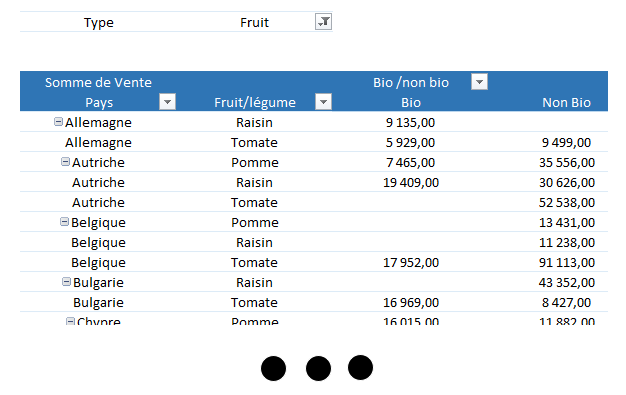 Type Fruit
Somme de Vente Bio /non bio
Pays Fruit/légume Bio Non Bio
Allemagne Raisin 9 135,00
Allemagne Tomate 5 929,00 9 499,00
Autriche Pomme 7 465,00 35 556,00
Autriche Raisin 19 409,00 30 626,00
Autriche Tomate 52 538,00
Belgique Pomme 13 431,00
Belgique Raisin 11 238,00
Belgique Tomate 17 952,00 91 113,00
Bulgarie Raisin 43 352,00
Bulgarie Tomate 16 969,00 8 427,00
Chypre Pomme 16 015,00 11 882,00